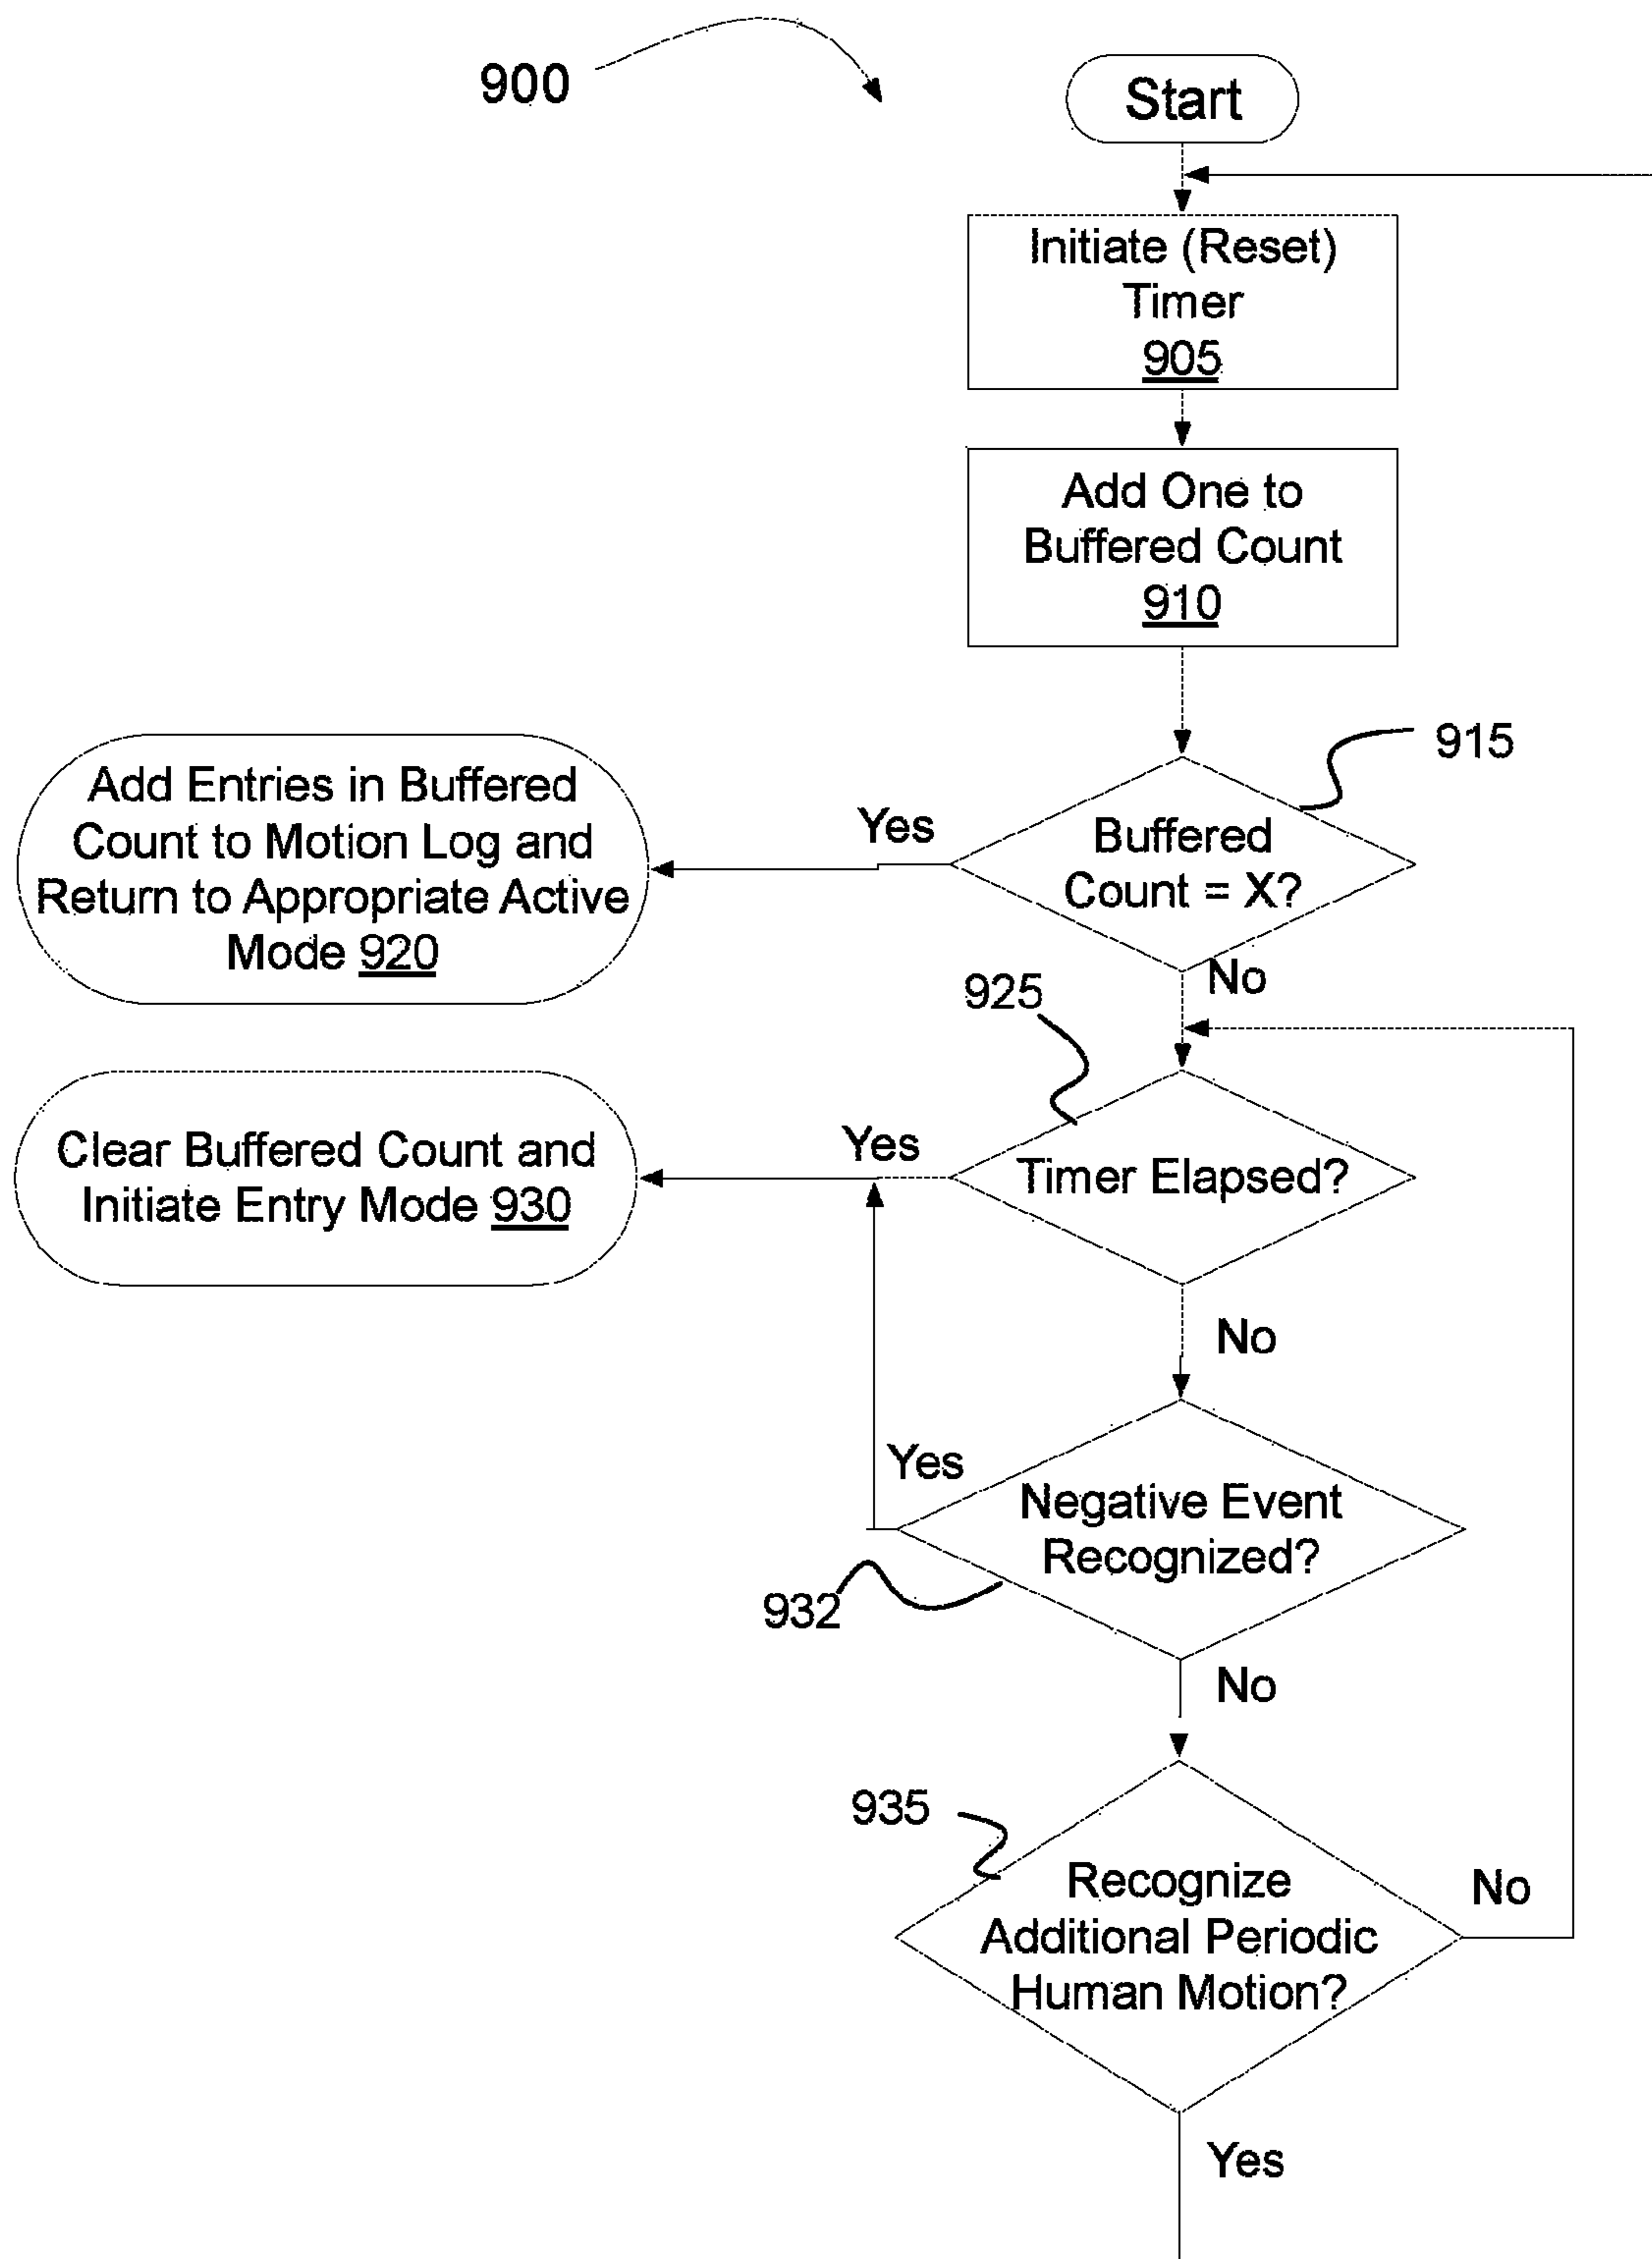 900
Start
Initiate (Reset)
Timer
905
Add One to
Buffered Count
910
915
Buffered
Count = X?
Yes
Add Entries in Buffered
Count to Motion Log and
Return to Appropriate Active
Mode 920
No
925
Timer Elapsed?
Yes
Clear Buffered Count and
Initiate Entry Mode 930
No
Negative Event
Recognized?
Yes
932
No
935
Recognize
Additional Periodic
Human Motion?
No
Yes